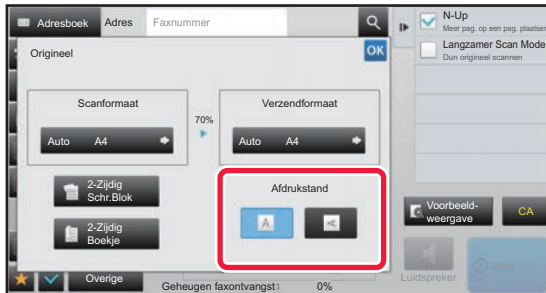 Adresboek Adres Faxnummer
N-Up
Meer pag. op een pag. plaatsen
Langzamer Scan Mode
Dun origineel scannen
Origineel OK
Scanformaat
70%
Verzendformaat
Auto A4
Auto A4
2-Zijdig
Schr.Blok
2-Zijdig
Boekje
Afdrukstand
A A
Voorbeeld-
weergave
CA
Luidspreker
Start
Overige
Geheugen faxontvangst: 0%